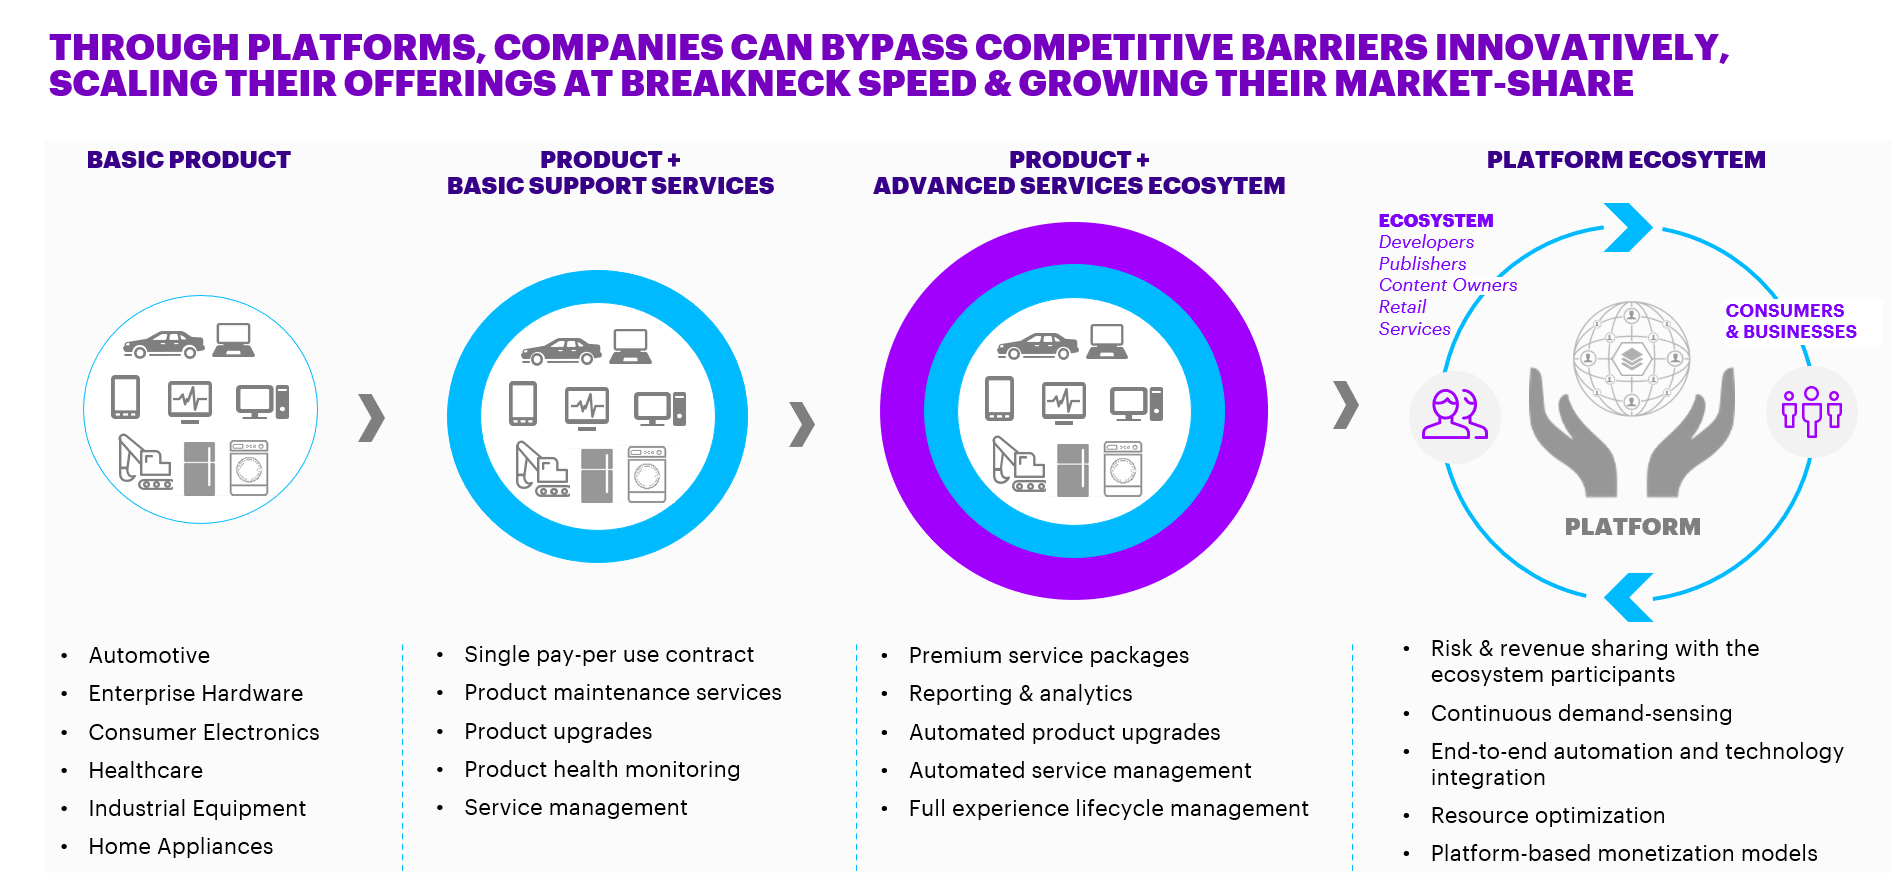 THROUGH PLATFORMS, COMPANIES CAN BYPASS COMPETITIVE BARRIERS INNOVATIVELY,
SCALING THEIR OFFERINGS AT BREAKNECK SPEED & GROWING THEIR MARKET-SHARE
BASIC PRODUCT
• Automotive
• Enterprise Hardware
• Consumer Electronics
• Healthcare
• Industrial Equipment
• Home Appliances
PRODUCT +
BASIC SUPPORT SERVICES
• Single pay-per use contract
• Product maintenance services
• Product upgrades
• Product health monitoring
• Service management
PRODUCT +
ADVANCED SERVICES ECOSYTEM
• Premium service packages
• Reporting & analytics
• Automated product upgrades
• Automated service management
• Full experience lifecycle management
PLATFORM ECOSYTEM
ECOSYSTEM
Developers
Publishers
Content Owners
Retail
Services
CONSUMERS
& BUSINESSES
PLATFORM
• Risk & revenue sharing with the
ecosystem participants
• Continuous demand-sensing
• End-to-end automation and technology
integration
• Resource optimization
• Platform-based monetization models